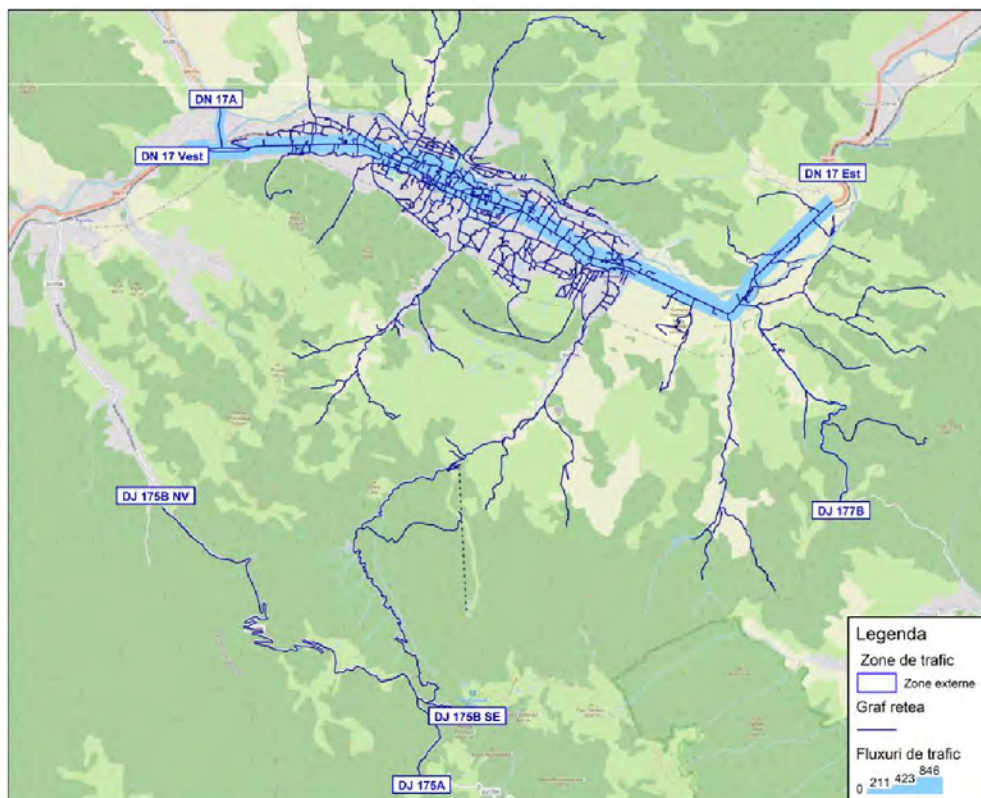 DN 17A
DN 17 Vest
DN 17 Est
DJ 175B NV
DJ 177B
DJ 175B SE
DJ 175A
Legenda
Zone de trafic
Zone externe
Graf retea
Fluxuri de trafic
0 211 423 846